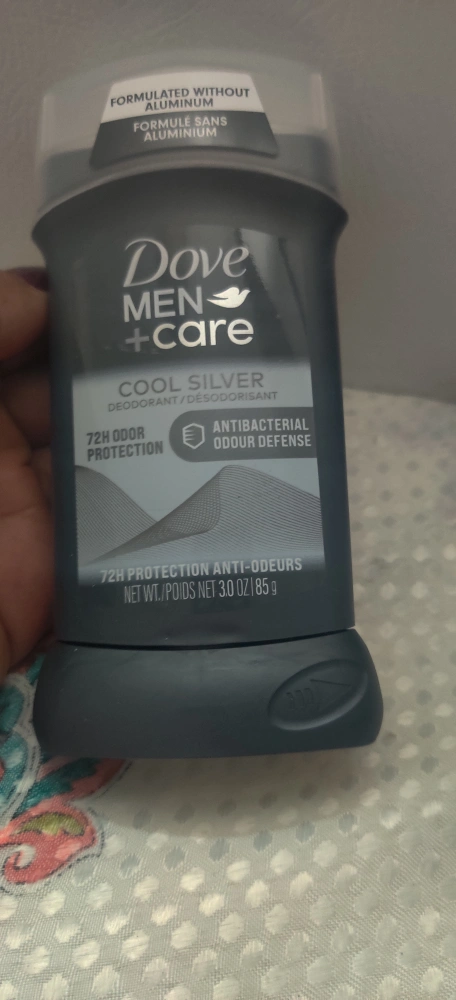 FORMULATED WITHOUT
ALUMINUM
FORMULÉ SANS
ALUMINIUM
Dove
MEN
+care
COOL SILVER
DEODORANT/DÉSODORISANT
72H ODOR
PROTECTION
ANTIBACTERIAL
ODOUR DEFENSE
72H PROTECTION ANTI-ODEURS
NET WT./POIDS NET 3.0 OZ|85 g